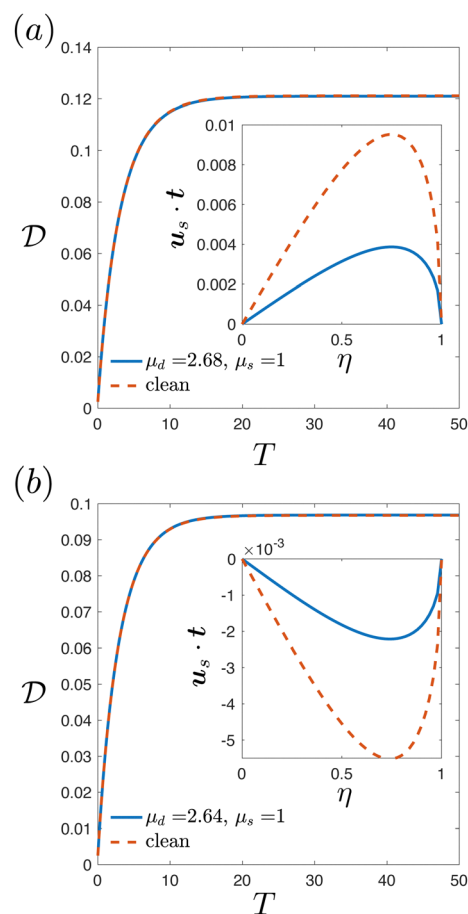 (a)
0.14
0.12
0.1
0.08
0.06
0.04
0.02
0
𝒟
0.01
0.008
0.006
0.004
0.002
0
u_s · t
0 0.5 1
η
μ_d =2.68, μ_s =1
clean
0 10 20 30 40 50
T
(b)
0.1
0.09
0.08
0.07
0.06
0.05
0.04
0.03
0.02
0.01
0
𝒟
×10⁻³
0
-1
-2
-3
-4
-5
u_s · t
0 0.5 1
η
μ_d =2.64, μ_s =1
clean
0 10 20 30 40 50
T